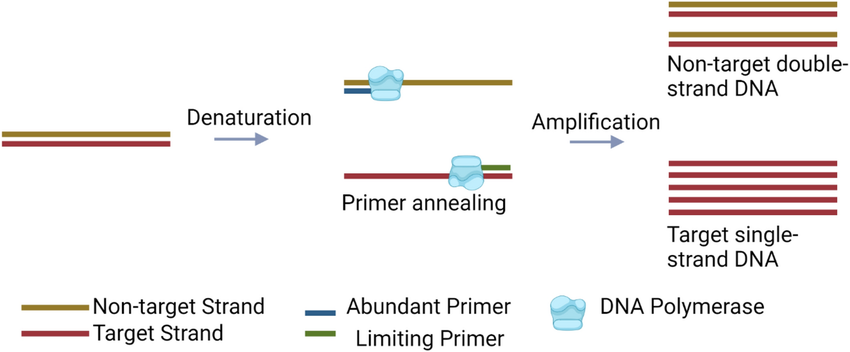 Denaturation
Primer annealing
Amplification
Non-target double-
strand DNA
Target single-
strand DNA
Non-target Strand
Target Strand
Abundant Primer
Limiting Primer
DNA Polymerase